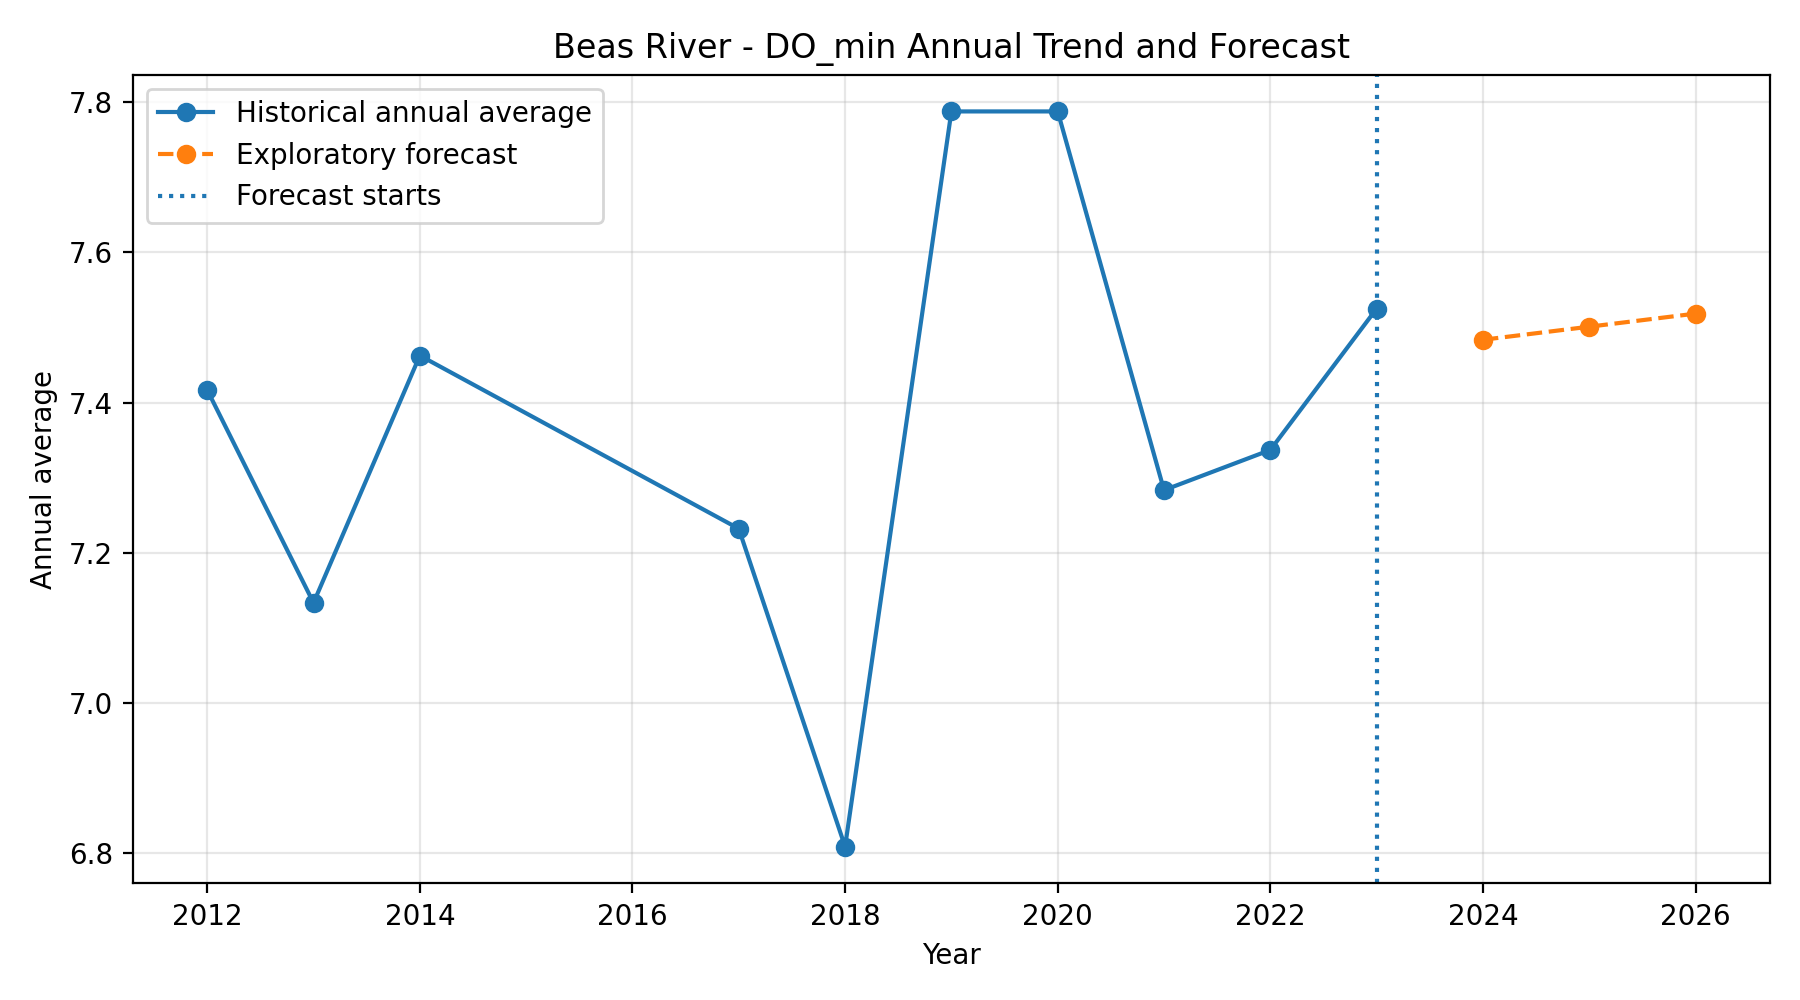 Beas River - DO_min Annual Trend and Forecast
Historical annual average
Exploratory forecast
Forecast starts
Annual average
7.8
7.6
7.4
7.2
7.0
6.8
2012 2014 2016 2018 2020 2022 2024 2026
Year